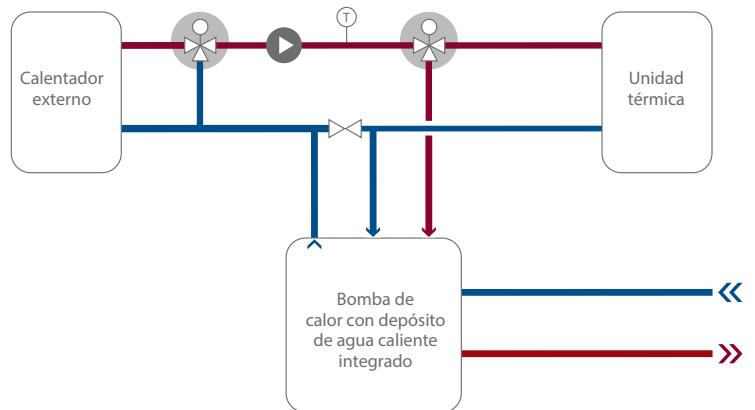 T
Calentador
externo
Unidad
térmica
Bomba de
calor con depósito
de agua caliente
integrado